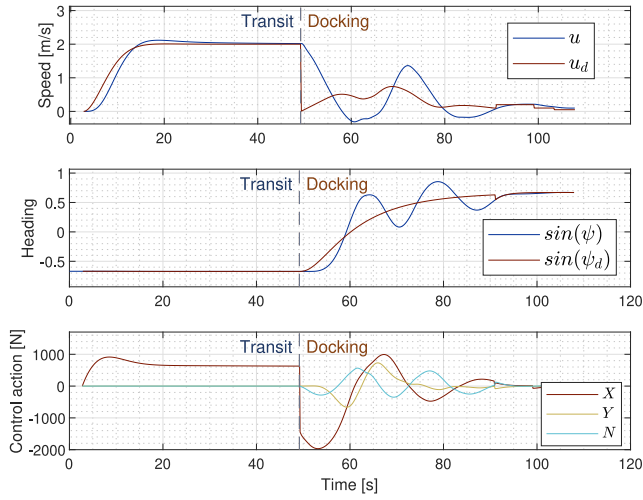 3
2
1
0
Speed [m/s]
Transit
Docking
u
u_d
0
20
40
60
80
100
120
1
0.5
0
-0.5
Heading
Transit
Docking
sin(ψ)
sin(ψ_d)
0
20
40
60
80
100
120
1000
0
-1000
-2000
Control action [N]
Transit
Docking
X
Y
N
0
20
40
60
80
100
120
Time [s]